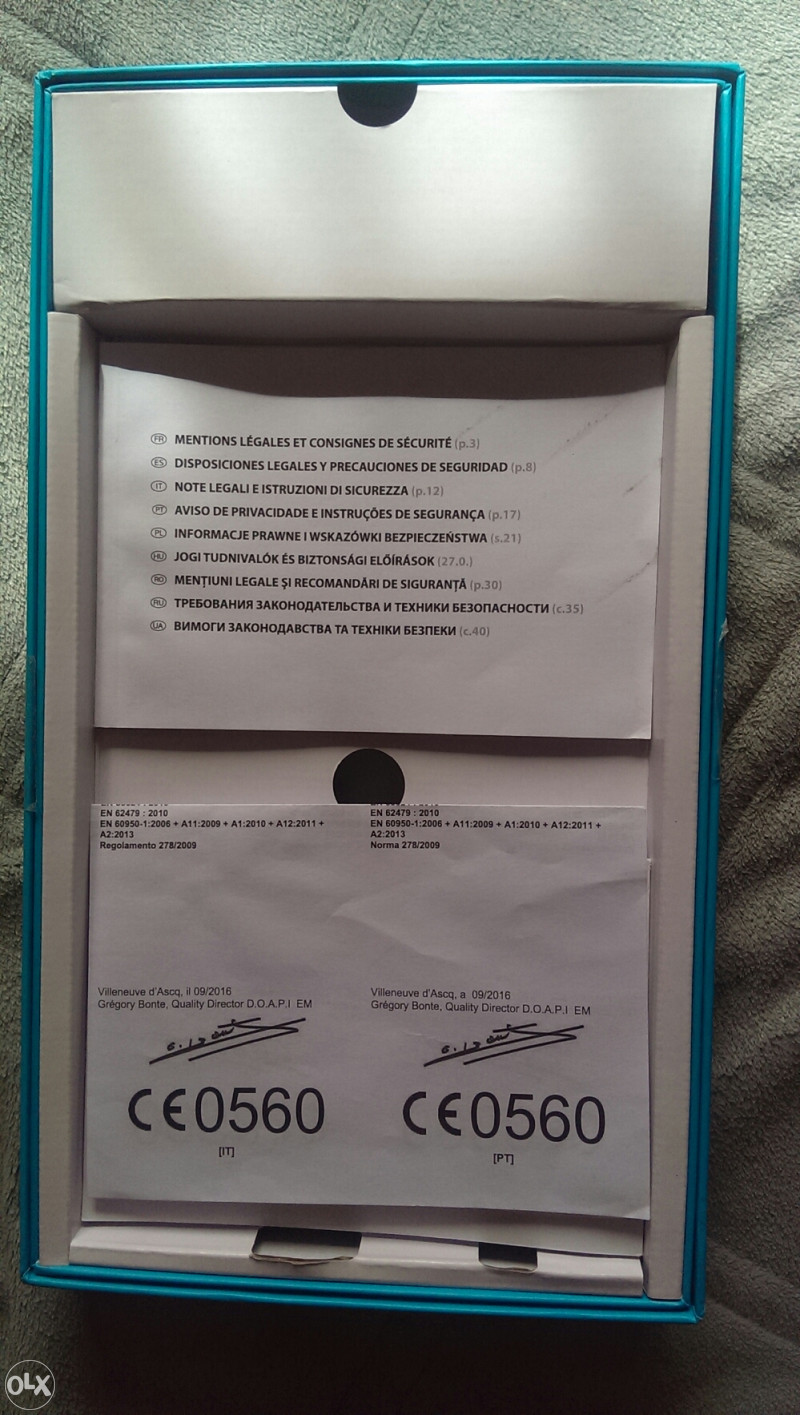 FR MENTIONS LÉGALES ET CONSIGNES DE SÉCURITÉ (p.3)
ES DISPOSICIONES LEGALES Y PRECAUCIONES DE SEGURIDAD (p.8)
IT NOTE LEGALI E ISTRUZIONI DI SICUREZZA (p.12)
PT AVISO DE PRIVACIDADE E INSTRUÇÕES DE SEGURANÇA (p.17)
PL INFORMACJE PRAWNE I WSKAZÓWKI BEZPIECZEŃSTWA (s.21)
HU JOGI TUDNIVALÓK ÉS BIZTONSÁGI ELŐÍRÁSOK (27.o.)
RO MENȚIUNI LEGALE ȘI RECOMANDĂRI DE SIGURANȚĂ (p.30)
RU ТРЕБОВАНИЯ ЗАКОНОДАТЕЛЬСТВА И ТЕХНИКИ БЕЗОПАСНОСТИ (с.35)
UA ВИМОГИ ЗАКОНОДАВСТВА ТА ТЕХНІКИ БЕЗПЕКИ (с.40)
EN 62479 : 2010
EN 60950-1:2006 + A11:2009 + A1:2010 + A12:2011 +
A2:2013
Regolamento 278/2009
Villeneuve d'Ascq, il 09/2016
Grégory Bonte, Quality Director D.O.A.P.I EM
CE0560
[IT]
EN 62479 : 2010
EN 60950-1:2006 + A11:2009 + A1:2010 + A12:2011 +
A2:2013
Norma 278/2009
Villeneuve d'Ascq, a 09/2016
Grégory Bonte, Quality Director D.O.A.P.I EM
CE0560
[PT]
OLX